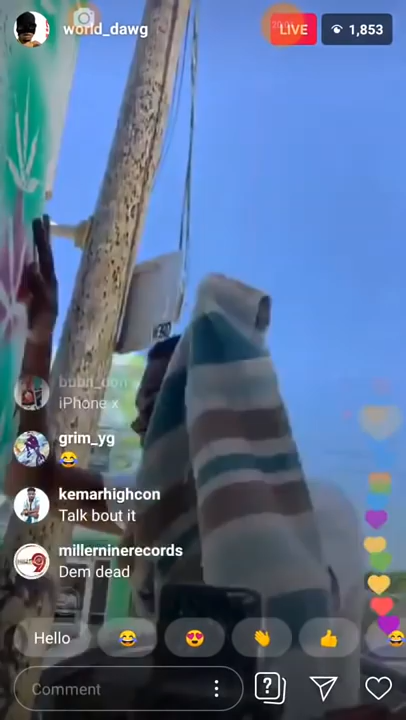 world_dawg
LIVE
1,853
iPhone x
grim_yg
😂
kemarhighcon
Talk bout it
millerninerecords
Dem dead
Hello 😂 😍 👏 👍 😂
Comment